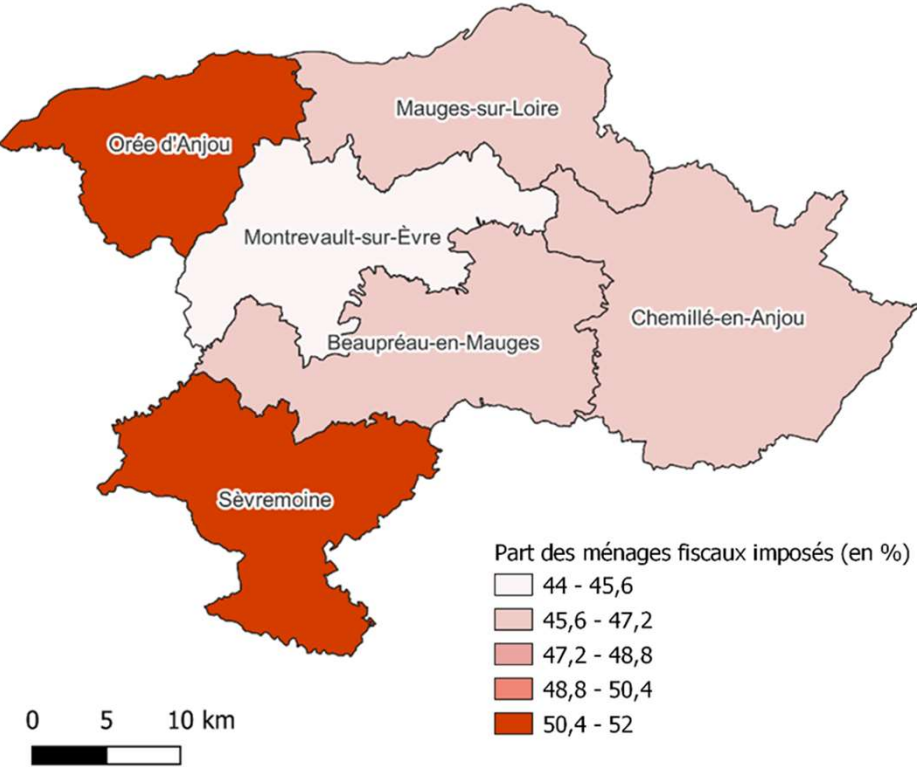 Mauges-sur-Loire
Orée d'Anjou
Montrevault-sur-Èvre
Chemillé-en-Anjou
Beaupréau-en-Mauges
Sèvremoine
Part des ménages fiscaux imposés (en %)
44 - 45,6
45,6 - 47,2
47,2 - 48,8
48,8 - 50,4
50,4 - 52
0 5 10 km